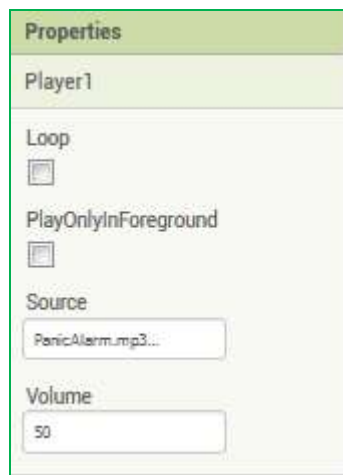 Properties
Player1
Loop
PlayOnlyInForeground
Source
PanicAlarm.mp3...
Volume
50